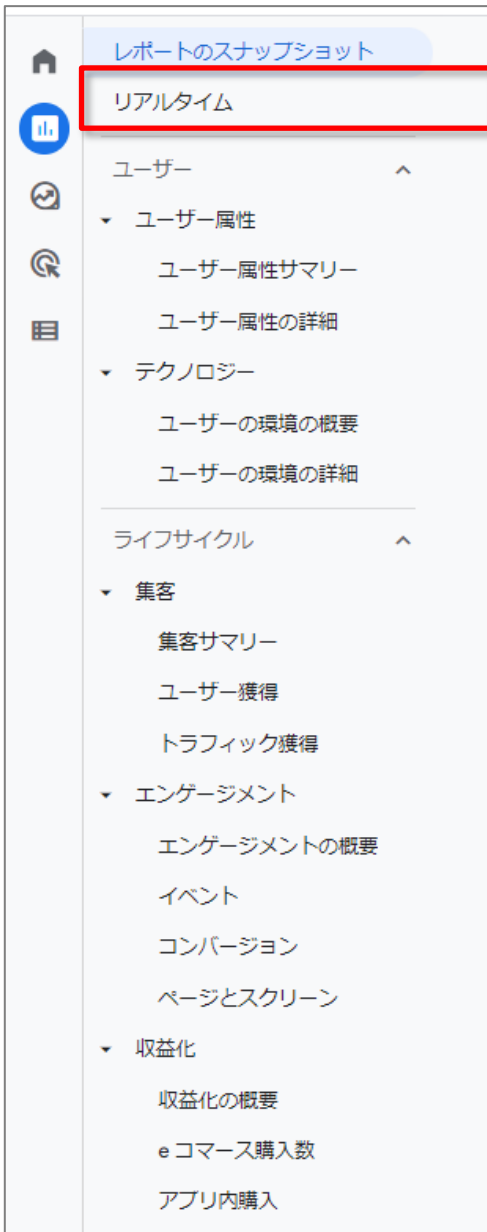 レポートのスナップショット
リアルタイム
ユーザー
ユーザー属性
ユーザー属性サマリー
ユーザー属性の詳細
テクノロジー
ユーザーの環境の概要
ユーザーの環境の詳細
ライフサイクル
集客
集客サマリー
ユーザー獲得
トラフィック獲得
エンゲージメント
エンゲージメントの概要
イベント
コンバージョン
ページとスクリーン
収益化
収益化の概要
e コマース購入数
アプリ内購入